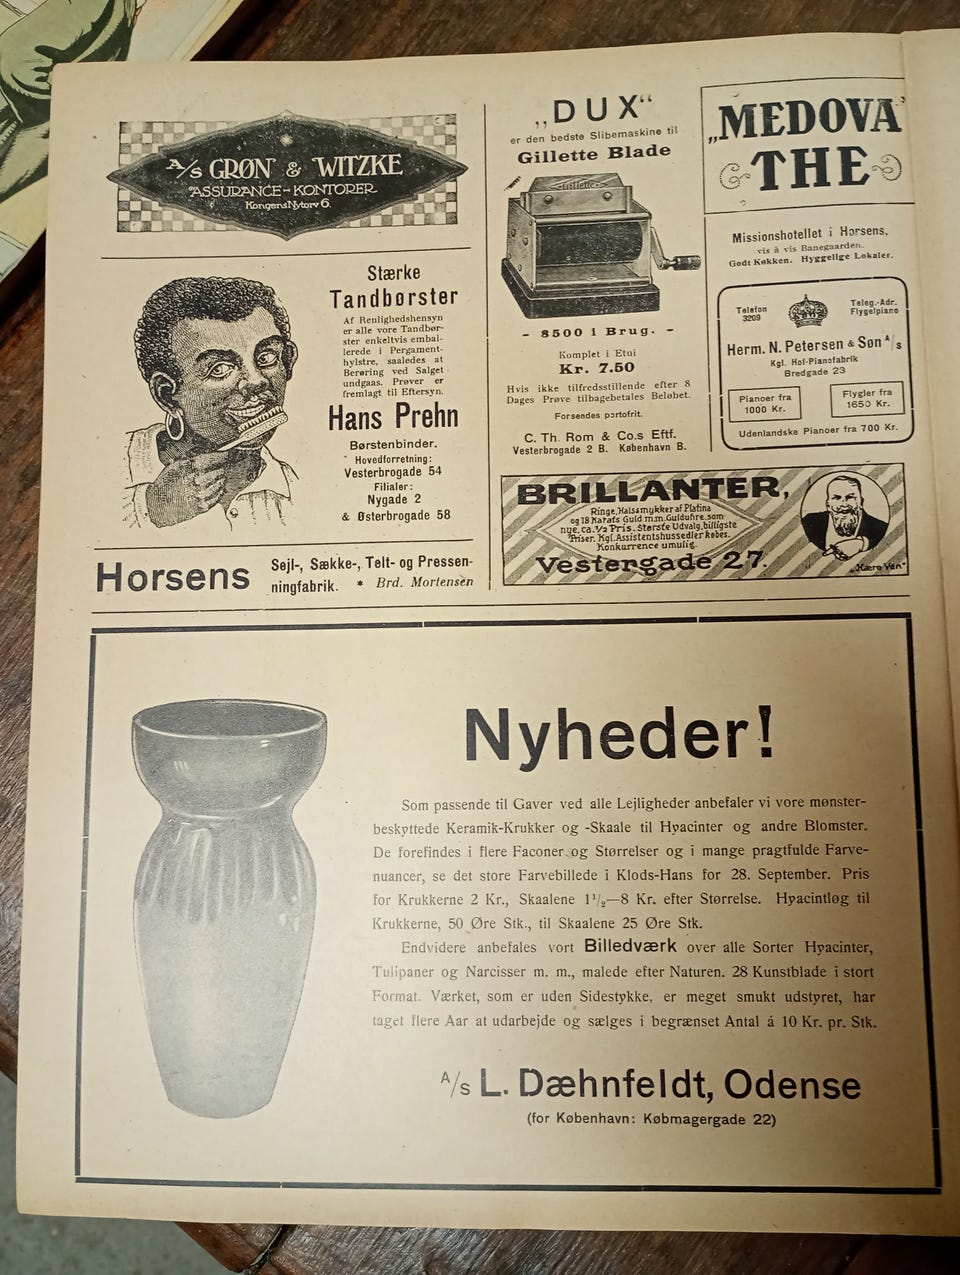 A/s GRØN & WITZKE
ASSURANCE-KONTORER
Kongens Nytorv 6.
Stærke
Tandbørster
Af Renlighedshensyn
er alle vore Tandbør-
ster enkeltvis embal-
lerede i Pergament-
hylstre, saaledes at
Berøring ved Salget
undgaas. Prøver er
fremlagt til Eftersyn.
Hans Prehn
Børstenbinder.
Hovedforretning:
Vesterbrogade 54
Filialer:
Nygade 2
& Østerbrogade 58
Horsens
Sejl-, Sække-, Telt- og Pressen-
ningfabrik. * Brd. Mortensen
„DUX“
er den bedste Slibemaskine til
Gillette Blade
Gillette
- 8500 i Brug. -
Komplet i Etui
Kr. 7.50
Hvis ikke tilfredsstillende efter 8
Dages Prøve tilbagebetales Beløbet.
Forsendes portofrit.
C. Th. Rom & Co.s Eftf.
Vesterbrogade 2 B. København B.
„MEDOVA
THE
Missionshotellet i Horsens,
vis à vis Banegaarden.
Godt Køkken. Hyggelige Lokaler.
Telefon
3209
Teleg.-Adr.
Flygelpiano
Herm. N. Petersen & Søn A/s
Kgl. Hof-Pianofabrik
Bredgade 23
Pianoer fra
1000 Kr.
Flygler fra
1650 Kr.
Udenlandske Pianoer fra 700 Kr.
BRILLANTER,
Ringe, Halssmykker af Platina
og 18 Karats Guld m.m. Gulduhre som
nye, ca. 1/2 Pris. Største Udvalg, billigste
Priser. Kgl. Assistentshussedler købes.
Konkurrence umulig.
Vestergade 27.
„Kære Ven“
Nyheder!
Som passende til Gaver ved alle Lejligheder anbefaler vi vore mønster-
beskyttede Keramik-Krukker og -Skaale til Hyacinter og andre Blomster.
De forefindes i flere Faconer og Størrelser og i mange pragtfulde Farve-
nuancer, se det store Farvebillede i Klods-Hans for 28. September. Pris
for Krukkerne 2 Kr., Skaalene 1 1/2—8 Kr. efter Størrelse. Hyacintløg til
Krukkerne, 50 Øre Stk., til Skaalene 25 Øre Stk.
Endvidere anbefales vort Billedværk over alle Sorter Hyacinter,
Tulipaner og Narcisser m. m., malede efter Naturen. 28 Kunstblade i stort
Format. Værket, som er uden Sidestykke, er meget smukt udstyret, har
taget flere Aar at udarbejde og sælges i begrænset Antal á 10 Kr. pr. Stk.
A/s L. Dæhnfeldt, Odense
(for København: Købmagergade 22)